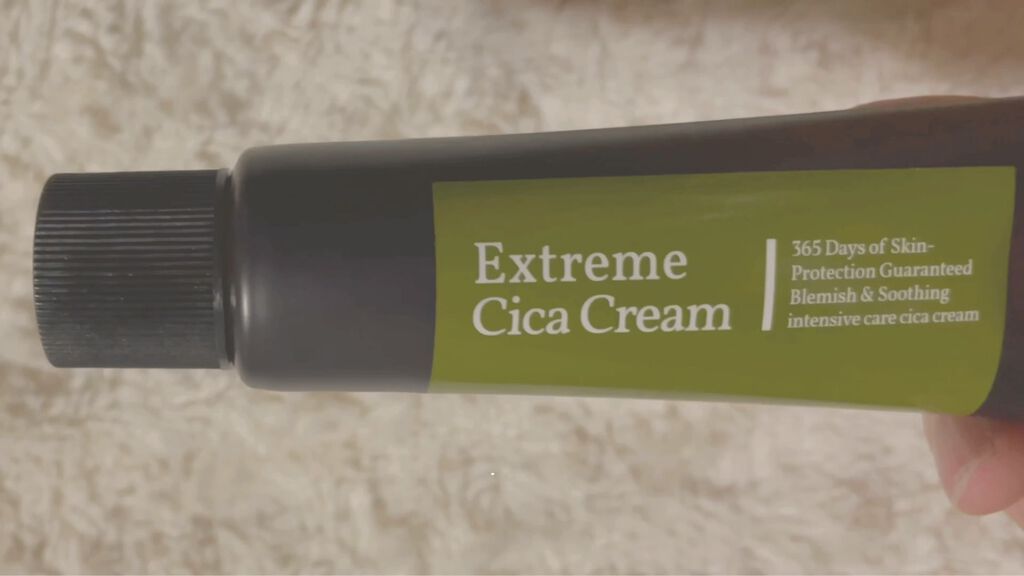 Extreme
Cica Cream
365 Days of Skin-
Protection Guaranteed
Blemish & Soothing
intensive care cica cream